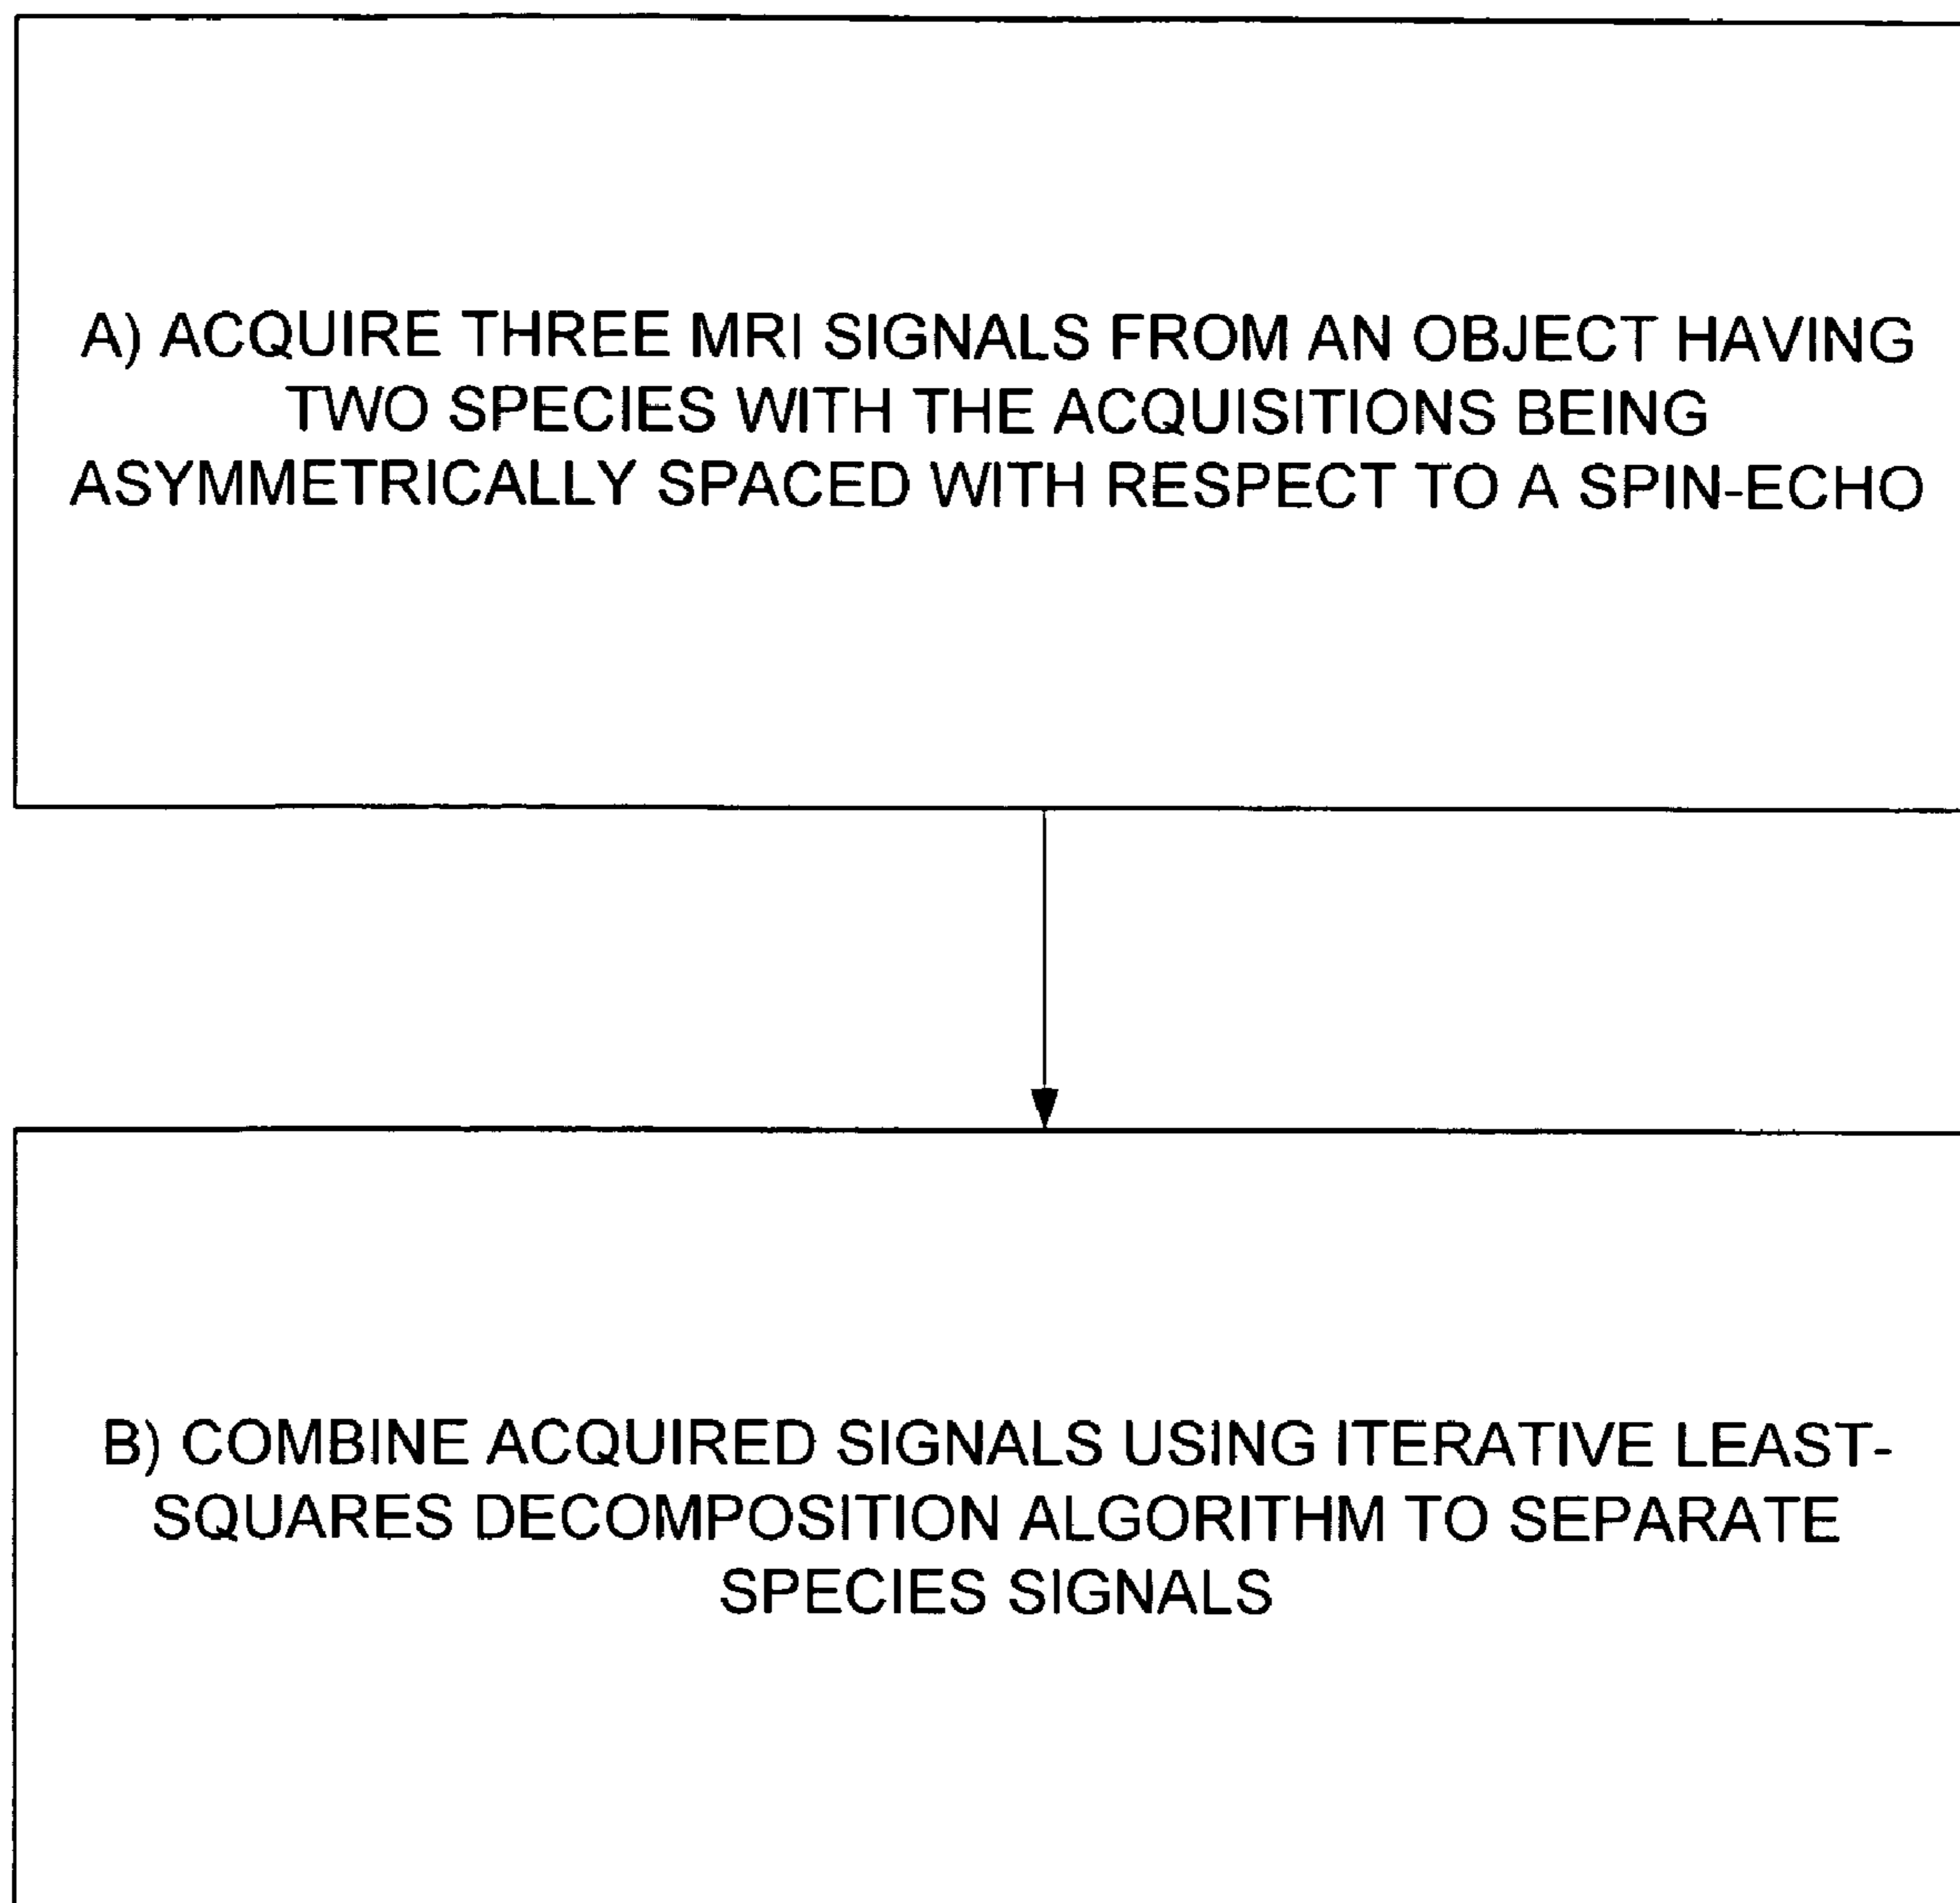 A) ACQUIRE THREE MRI SIGNALS FROM AN OBJECT HAVING
TWO SPECIES WITH THE ACQUISITIONS BEING
ASYMMETRICALLY SPACED WITH RESPECT TO A SPIN-ECHO
B) COMBINE ACQUIRED SIGNALS USING ITERATIVE LEAST-
SQUARES DECOMPOSITION ALGORITHM TO SEPARATE
SPECIES SIGNALS